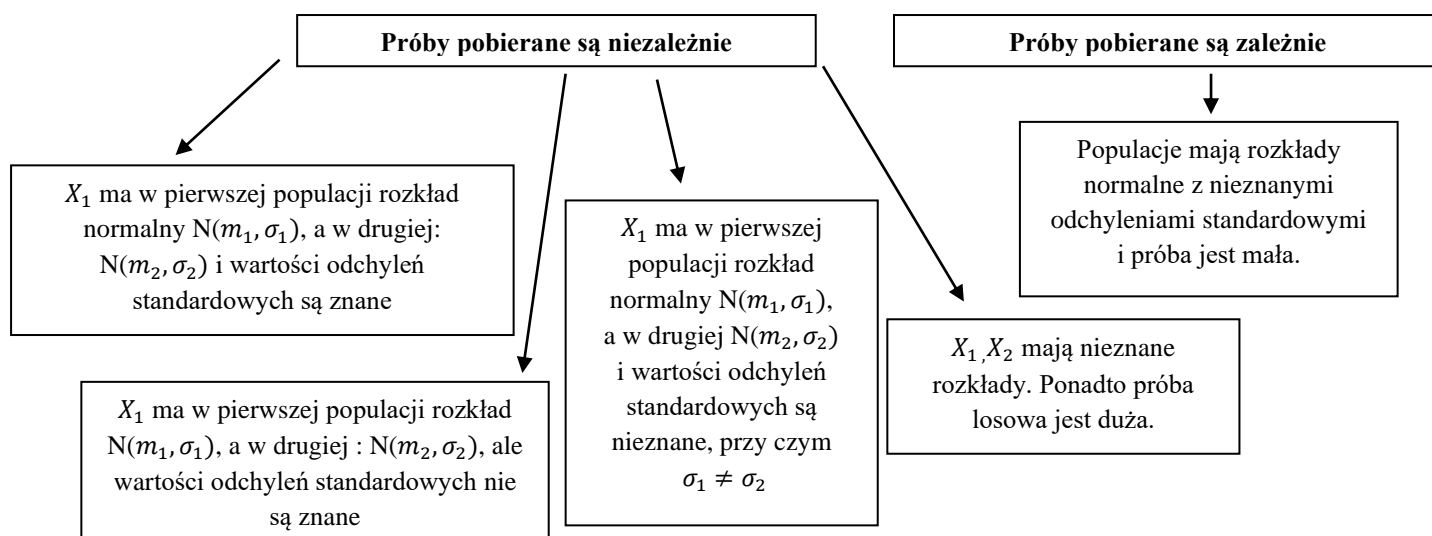 Próby pobierane są niezależnie
Próby pobierane są zależnie
X₁ ma w pierwszej populacji rozkład
normalny N(m₁, σ₁), a w drugiej:
N(m₂, σ₂) i wartości odchyleń
standardowych są znane
X₁ ma w pierwszej populacji rozkład
N(m₁, σ₁), a w drugiej : N(m₂, σ₂), ale
wartości odchyleń standardowych nie
są znane
X₁ ma w pierwszej
populacji rozkład
normalny N(m₁, σ₁),
a w drugiej N(m₂, σ₂)
i wartości odchyleń
standardowych są
nieznane, przy czym
σ₁ ≠ σ₂
X₁ ,X₂ mają nieznane
rozkłady. Ponadto próba
losowa jest duża.
Populacje mają rozkłady
normalne z nieznanymi
odchyleniami standardowymi
i próba jest mała.